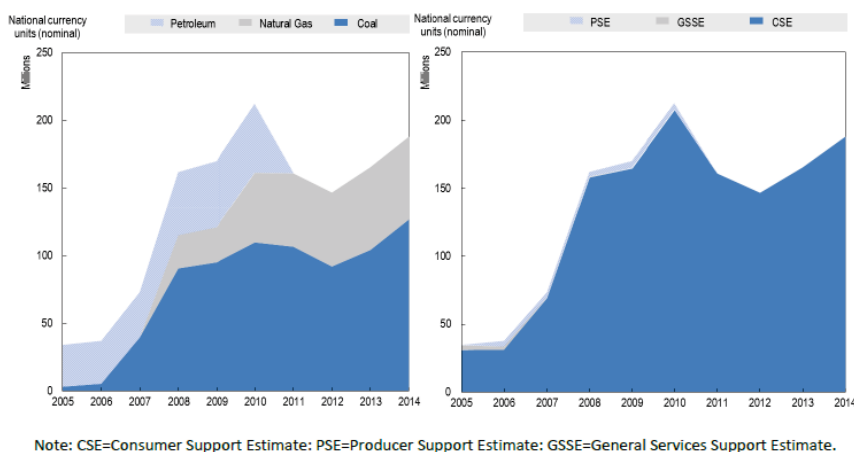 National currency
units (nominal)
Petroleum
Natural Gas
Coal
Millions
250
200
150
100
50
0
2005 2006 2007 2008 2009 2010 2011 2012 2013 2014
National currency
units (nominal)
PSE
GSSE
CSE
Millions
250
200
150
100
50
0
2005 2006 2007 2008 2009 2010 2011 2012 2013 2014
Note: CSE=Consumer Support Estimate: PSE=Producer Support Estimate: GSSE=General Services Support Estimate.